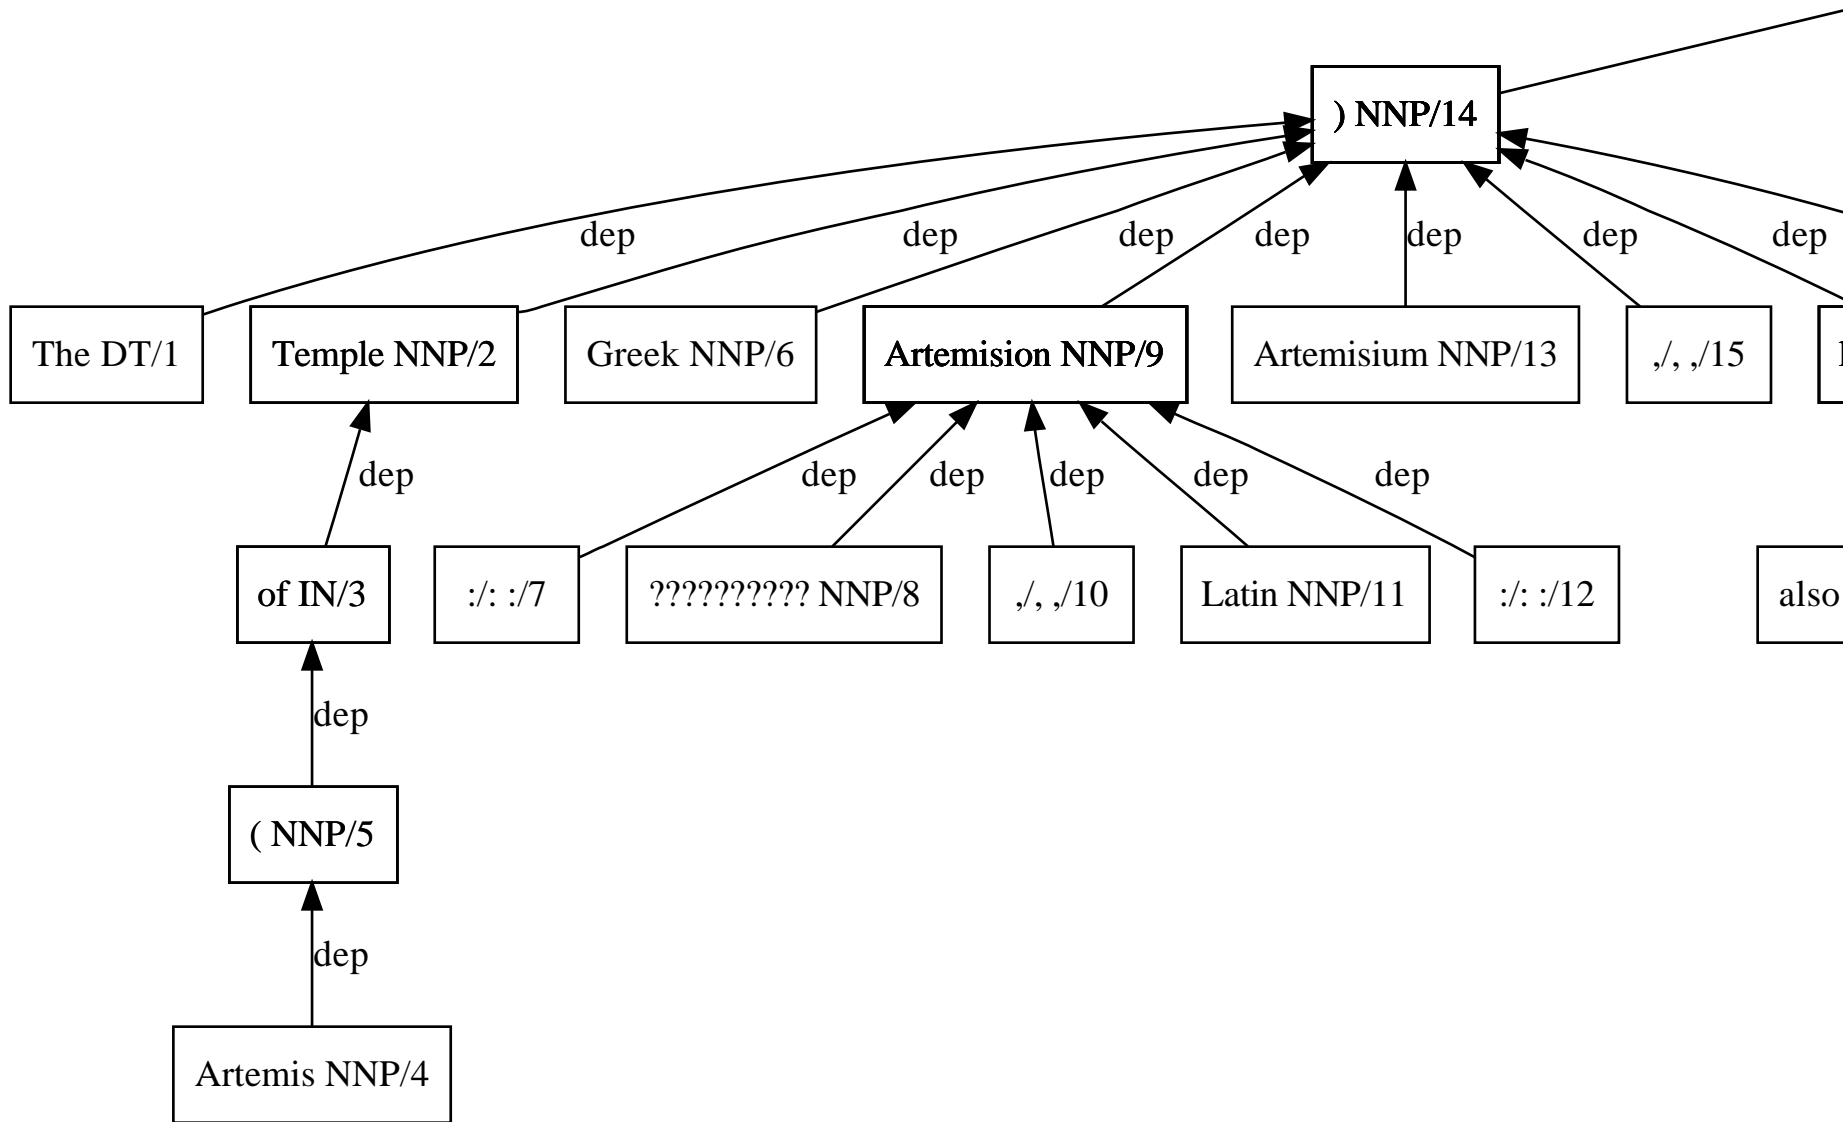 ) NNP/14
dep dep dep dep dep dep dep
The DT/1 Temple NNP/2 Greek NNP/6 Artemision NNP/9 Artemisium NNP/13 ,/, ,/15
dep dep dep dep dep dep
of IN/3 :/: :/7 ?????????? NNP/8 ,/, ,/10 Latin NNP/11 :/: :/12 also
dep
( NNP/5
dep
Artemis NNP/4